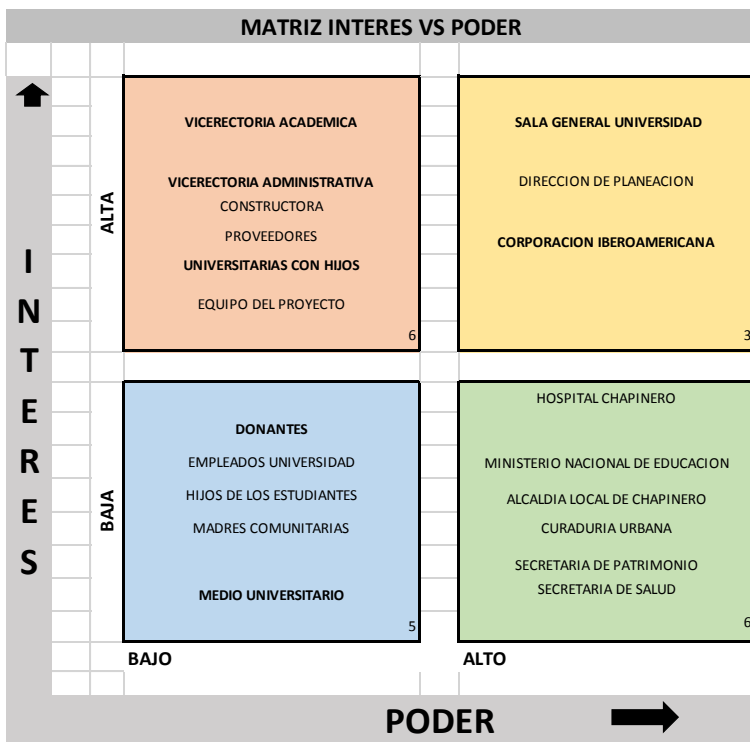 MATRIZ INTERES VS PODER
INTERES
ALTA
VICERECTORIA ACADEMICA
VICERECTORIA ADMINISTRATIVA
CONSTRUCTORA
PROVEEDORES
UNIVERSITARIAS CON HIJOS
EQUIPO DEL PROYECTO
6
SALA GENERAL UNIVERSIDAD
DIRECCION DE PLANEACION
CORPORACION IBEROAMERICANA
3
BAJA
DONANTES
EMPLEADOS UNIVERSIDAD
HIJOS DE LOS ESTUDIANTES
MADRES COMUNITARIAS
MEDIO UNIVERSITARIO
5
HOSPITAL CHAPINERO
MINISTERIO NACIONAL DE EDUCACION
ALCALDIA LOCAL DE CHAPINERO
CURADURIA URBANA
SECRETARIA DE PATRIMONIO
SECRETARIA DE SALUD
6
BAJO
ALTO
PODER